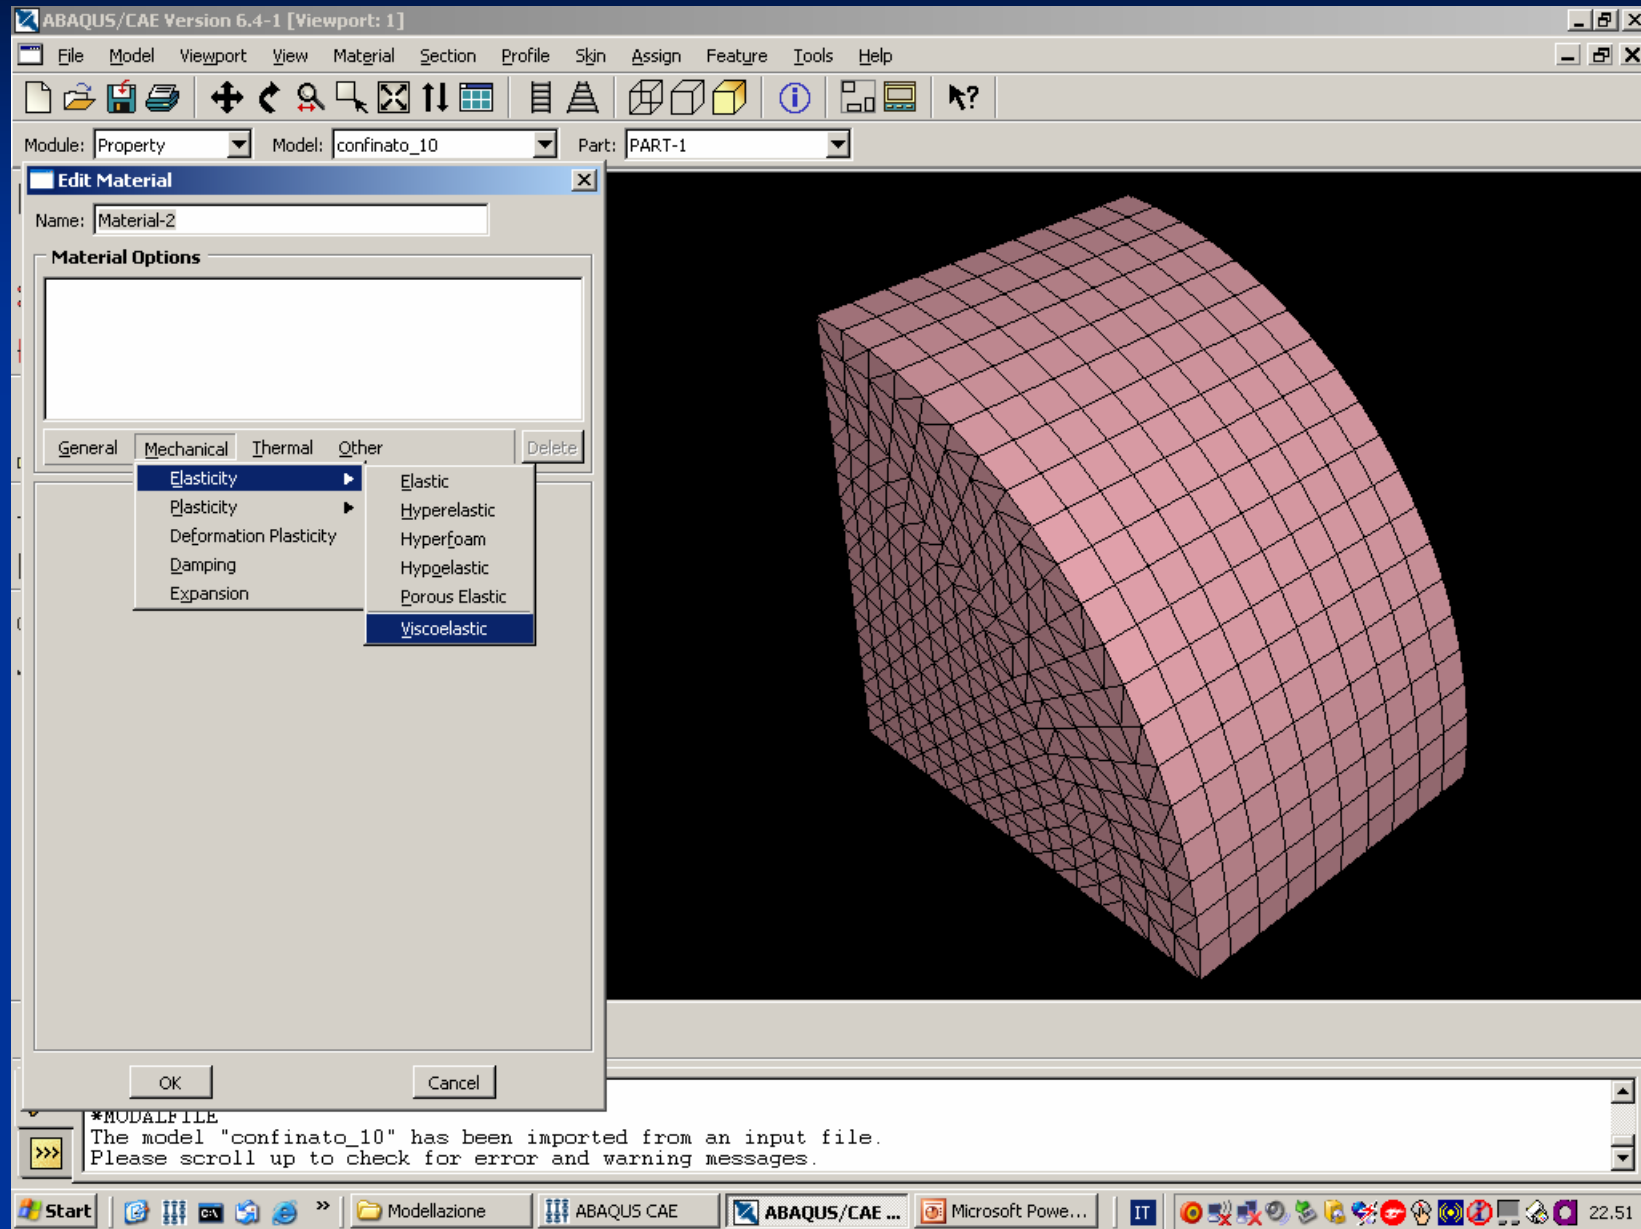 ABAQUS/CAE Version 6.4-1 [Viewport: 1]
File Model Viewport View Material Section Profile Skin Assign Feature Tools Help
Module: Property Model: confinato_10 Part: PART-1
Edit Material
Name: Material-2
Material Options
General Mechanical Thermal Other Delete
Elasticity
Plasticity
Deformation Plasticity
Damping
Expansion
Elastic
Hyperelastic
Hyperfoam
Hypoelastic
Porous Elastic
Viscoelastic
OK Cancel
*MODALFILE
The model "confinato_10" has been imported from an input file.
Please scroll up to check for error and warning messages.
>>>
Start » Modellazione ABAQUS CAE ABAQUS/CAE ... Microsoft Powe... IT 22.51